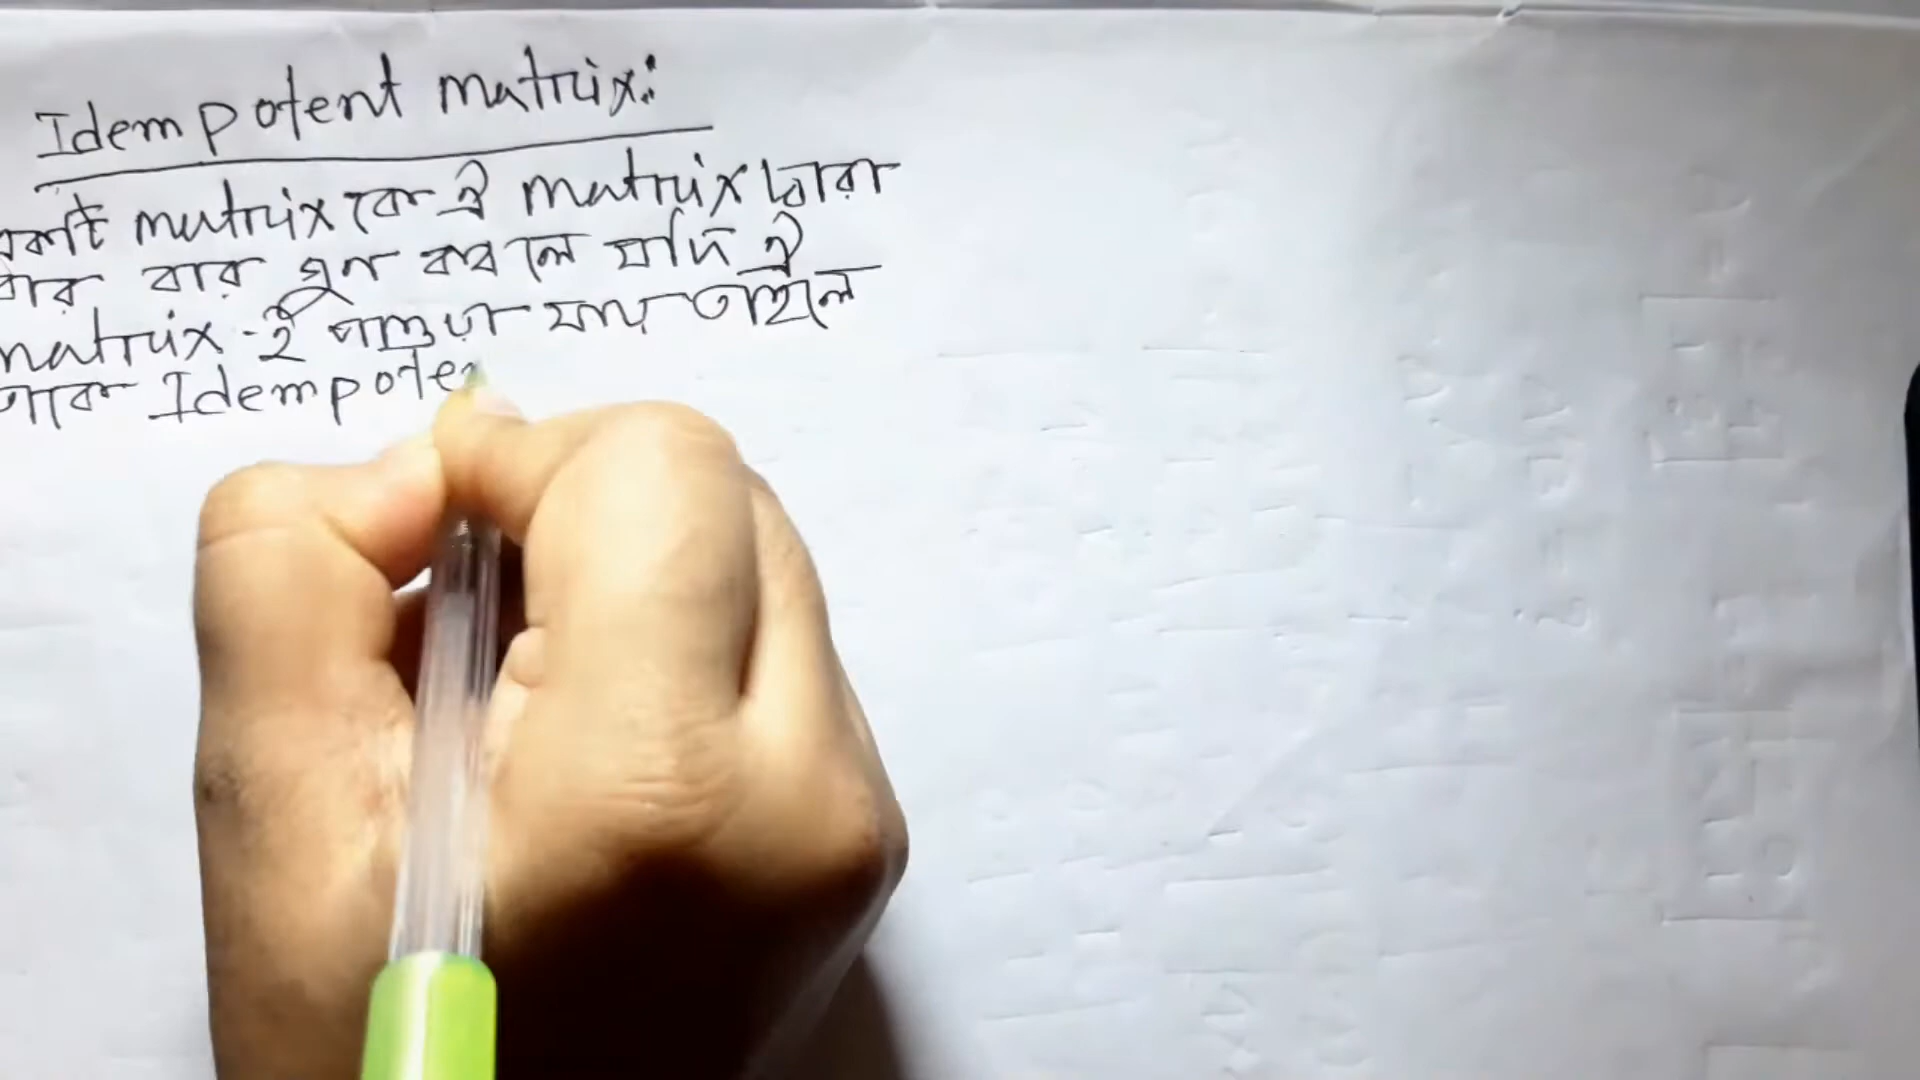 Idempotent matrix:
একটি matrix কে ঐ matrix দ্বারা
বার বার গুণ করলে যদি ঐ
matrix-ই পাওয়া যায় তাহলে
তাকে Idempote